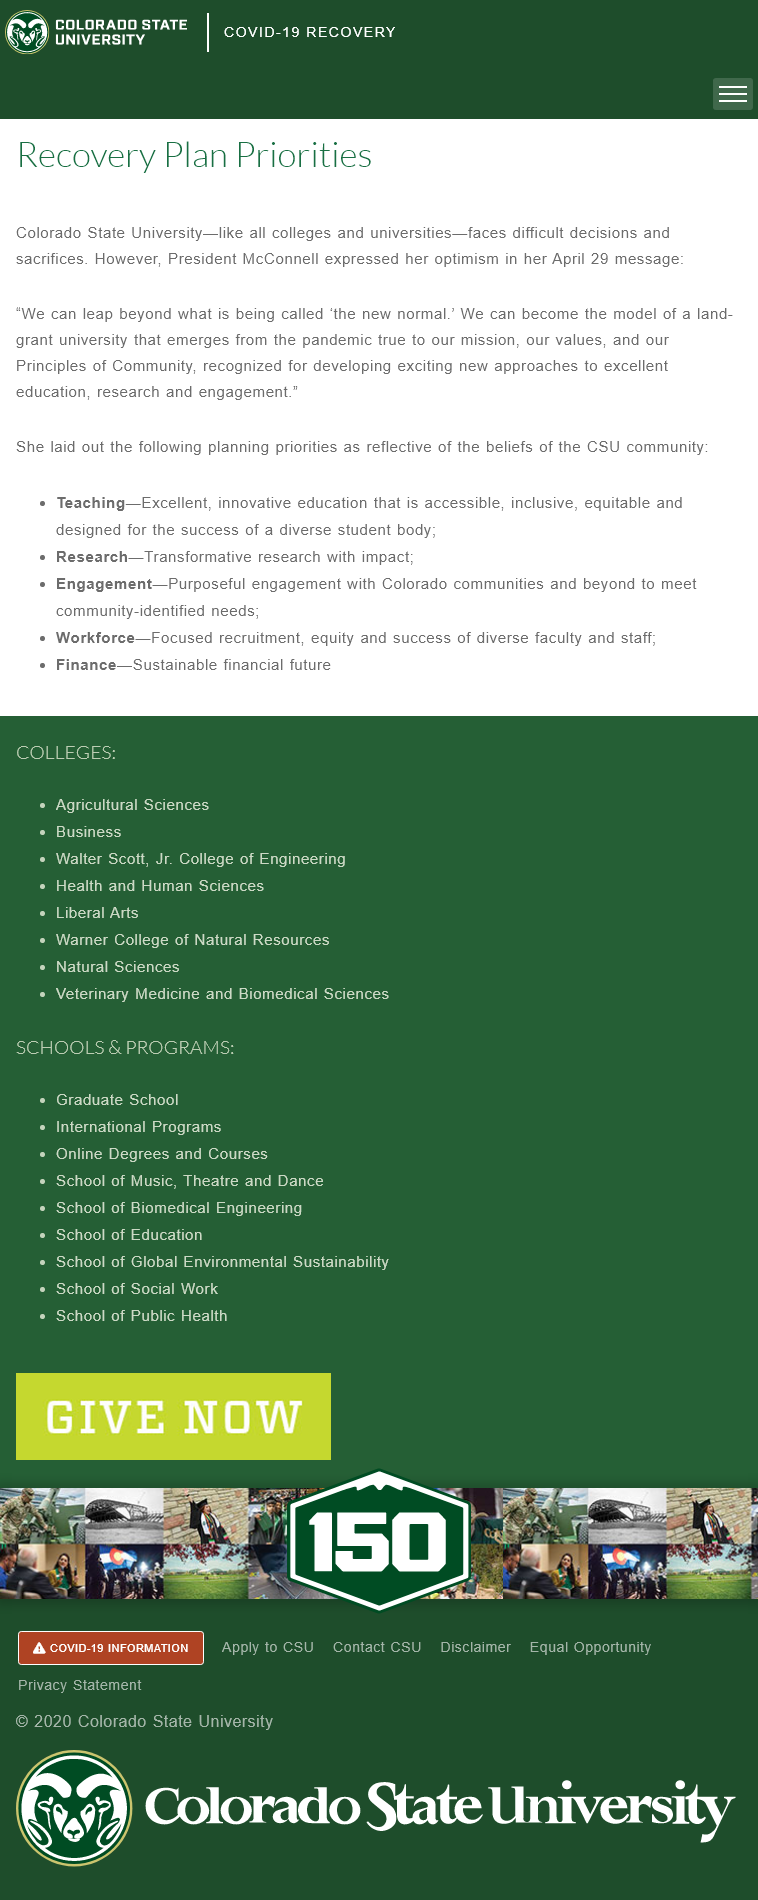 COLORADO STATE
UNIVERSITY
COVID-19 RECOVERY
Recovery Plan Priorities
Colorado State University—like all colleges and universities—faces difficult decisions and
sacrifices. However, President McConnell expressed her optimism in her April 29 message:
“We can leap beyond what is being called ‘the new normal.’ We can become the model of a land-
grant university that emerges from the pandemic true to our mission, our values, and our
Principles of Community, recognized for developing exciting new approaches to excellent
education, research and engagement.”
She laid out the following planning priorities as reflective of the beliefs of the CSU community:
• Teaching—Excellent, innovative education that is accessible, inclusive, equitable and
designed for the success of a diverse student body;
• Research—Transformative research with impact;
• Engagement—Purposeful engagement with Colorado communities and beyond to meet
community-identified needs;
• Workforce—Focused recruitment, equity and success of diverse faculty and staff;
• Finance—Sustainable financial future
COLLEGES:
• Agricultural Sciences
• Business
• Walter Scott, Jr. College of Engineering
• Health and Human Sciences
• Liberal Arts
• Warner College of Natural Resources
• Natural Sciences
• Veterinary Medicine and Biomedical Sciences
SCHOOLS & PROGRAMS:
• Graduate School
• International Programs
• Online Degrees and Courses
• School of Music, Theatre and Dance
• School of Biomedical Engineering
• School of Education
• School of Global Environmental Sustainability
• School of Social Work
• School of Public Health
GIVE NOW
150
COVID-19 INFORMATION Apply to CSU Contact CSU Disclaimer Equal Opportunity
Privacy Statement
© 2020 Colorado State University
Colorado State University